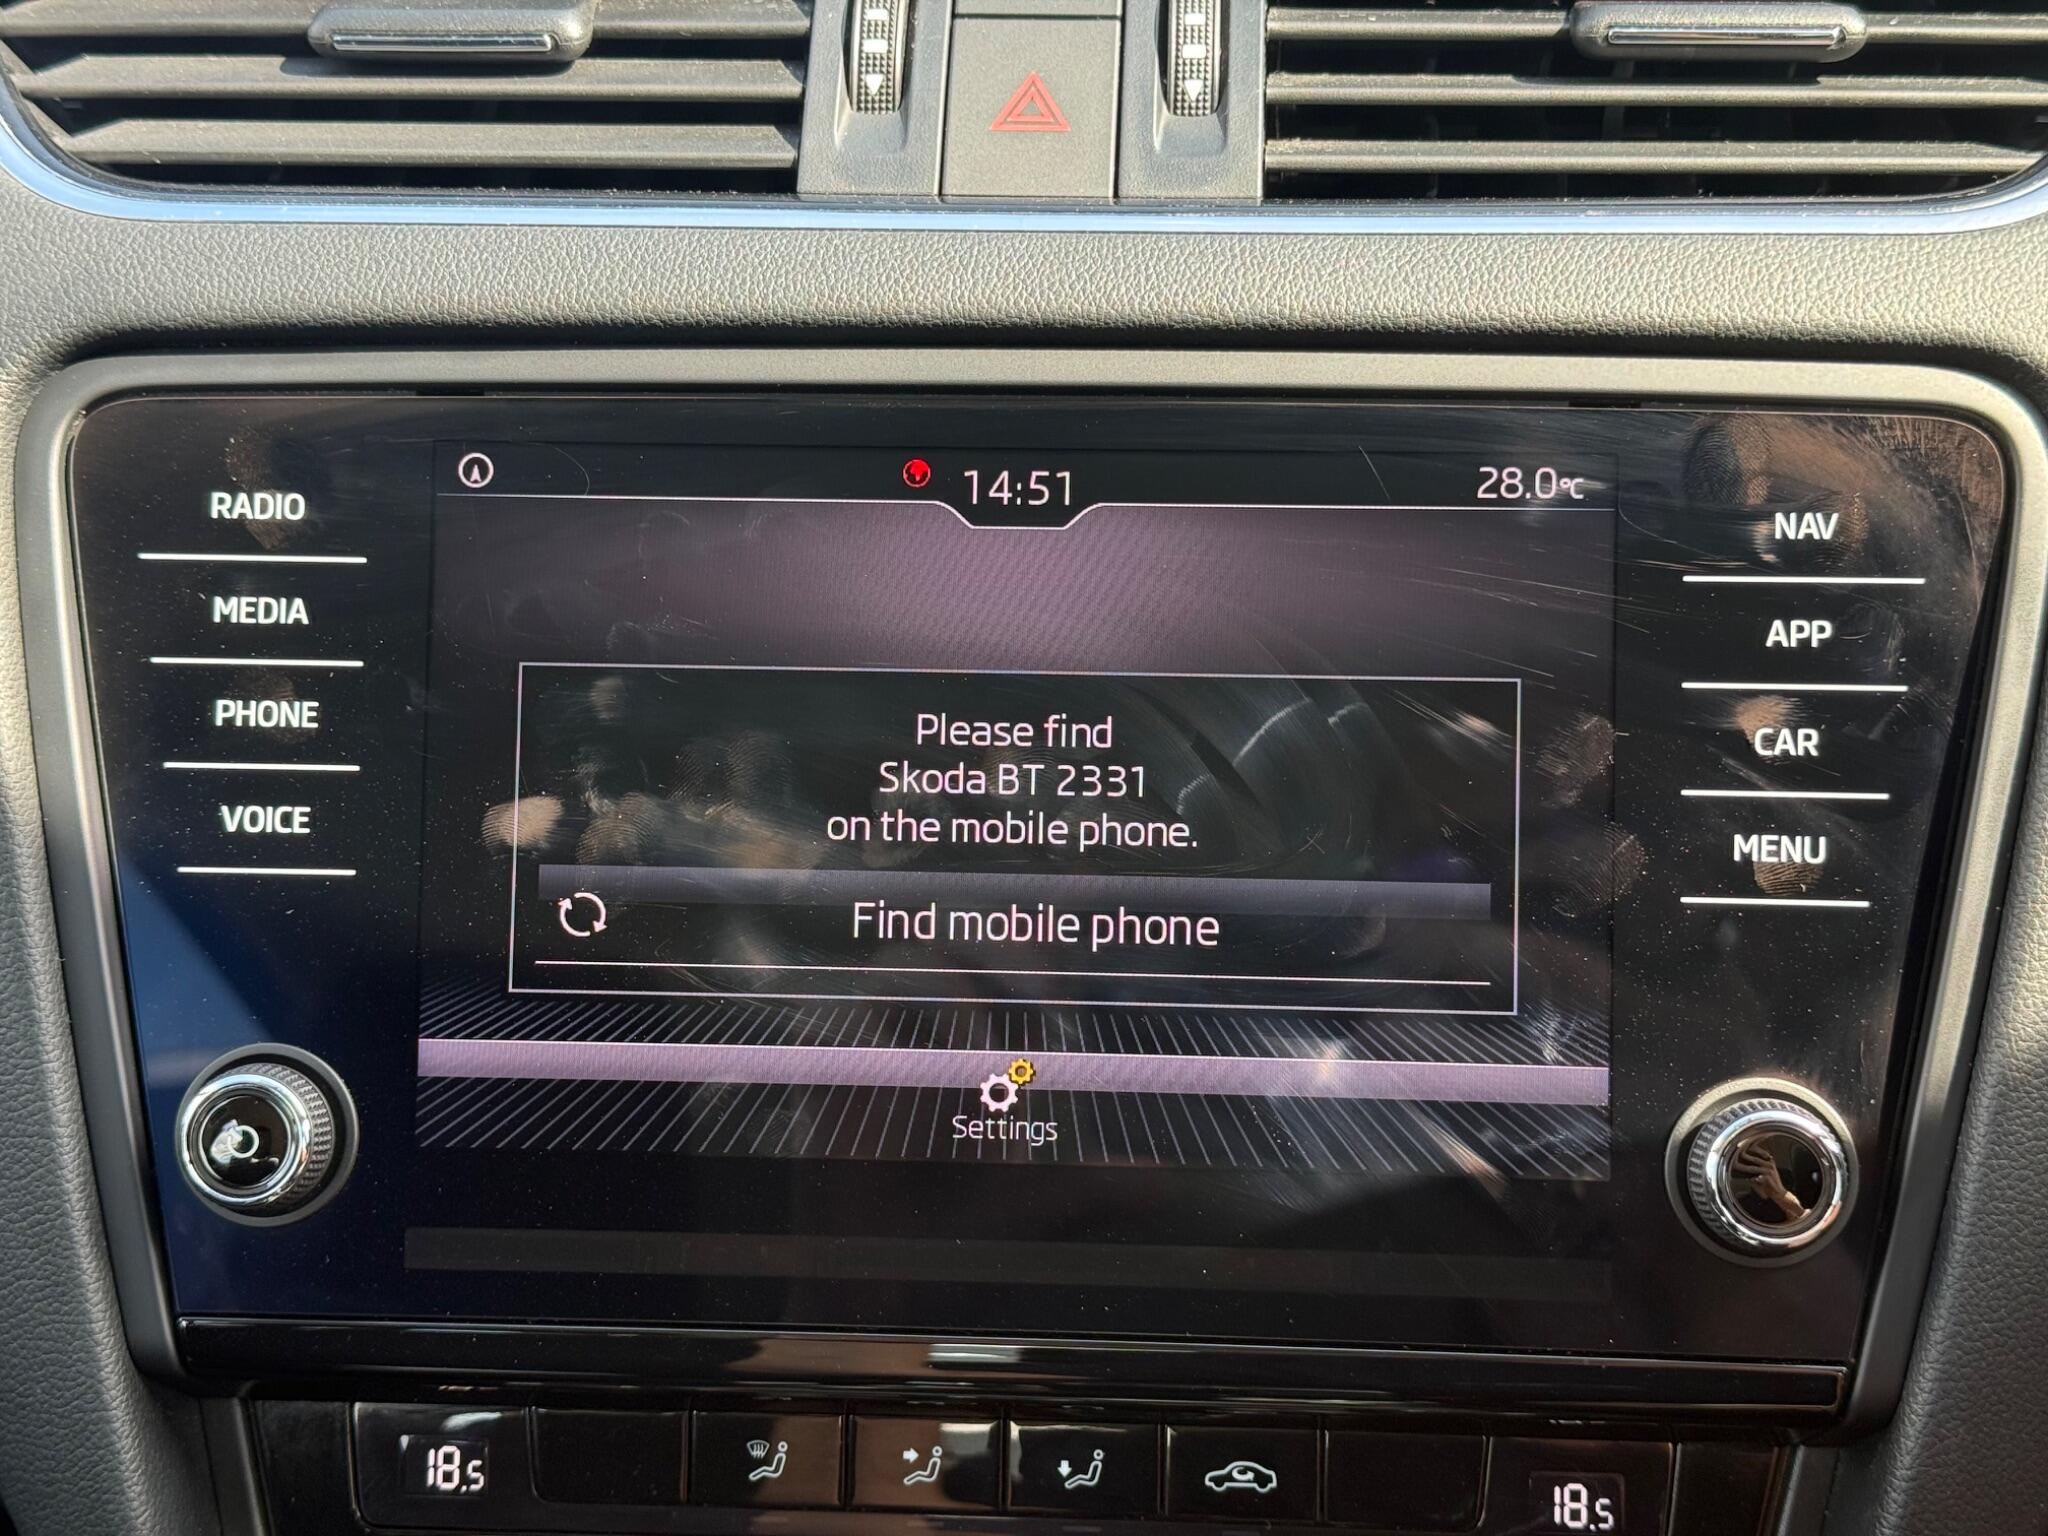 14:51
28.0°C
RADIO
MEDIA
PHONE
VOICE
NAV
APP
CAR
MENU
Please find
Skoda BT 2331
on the mobile phone.
Find mobile phone
Settings
18.5
18.5